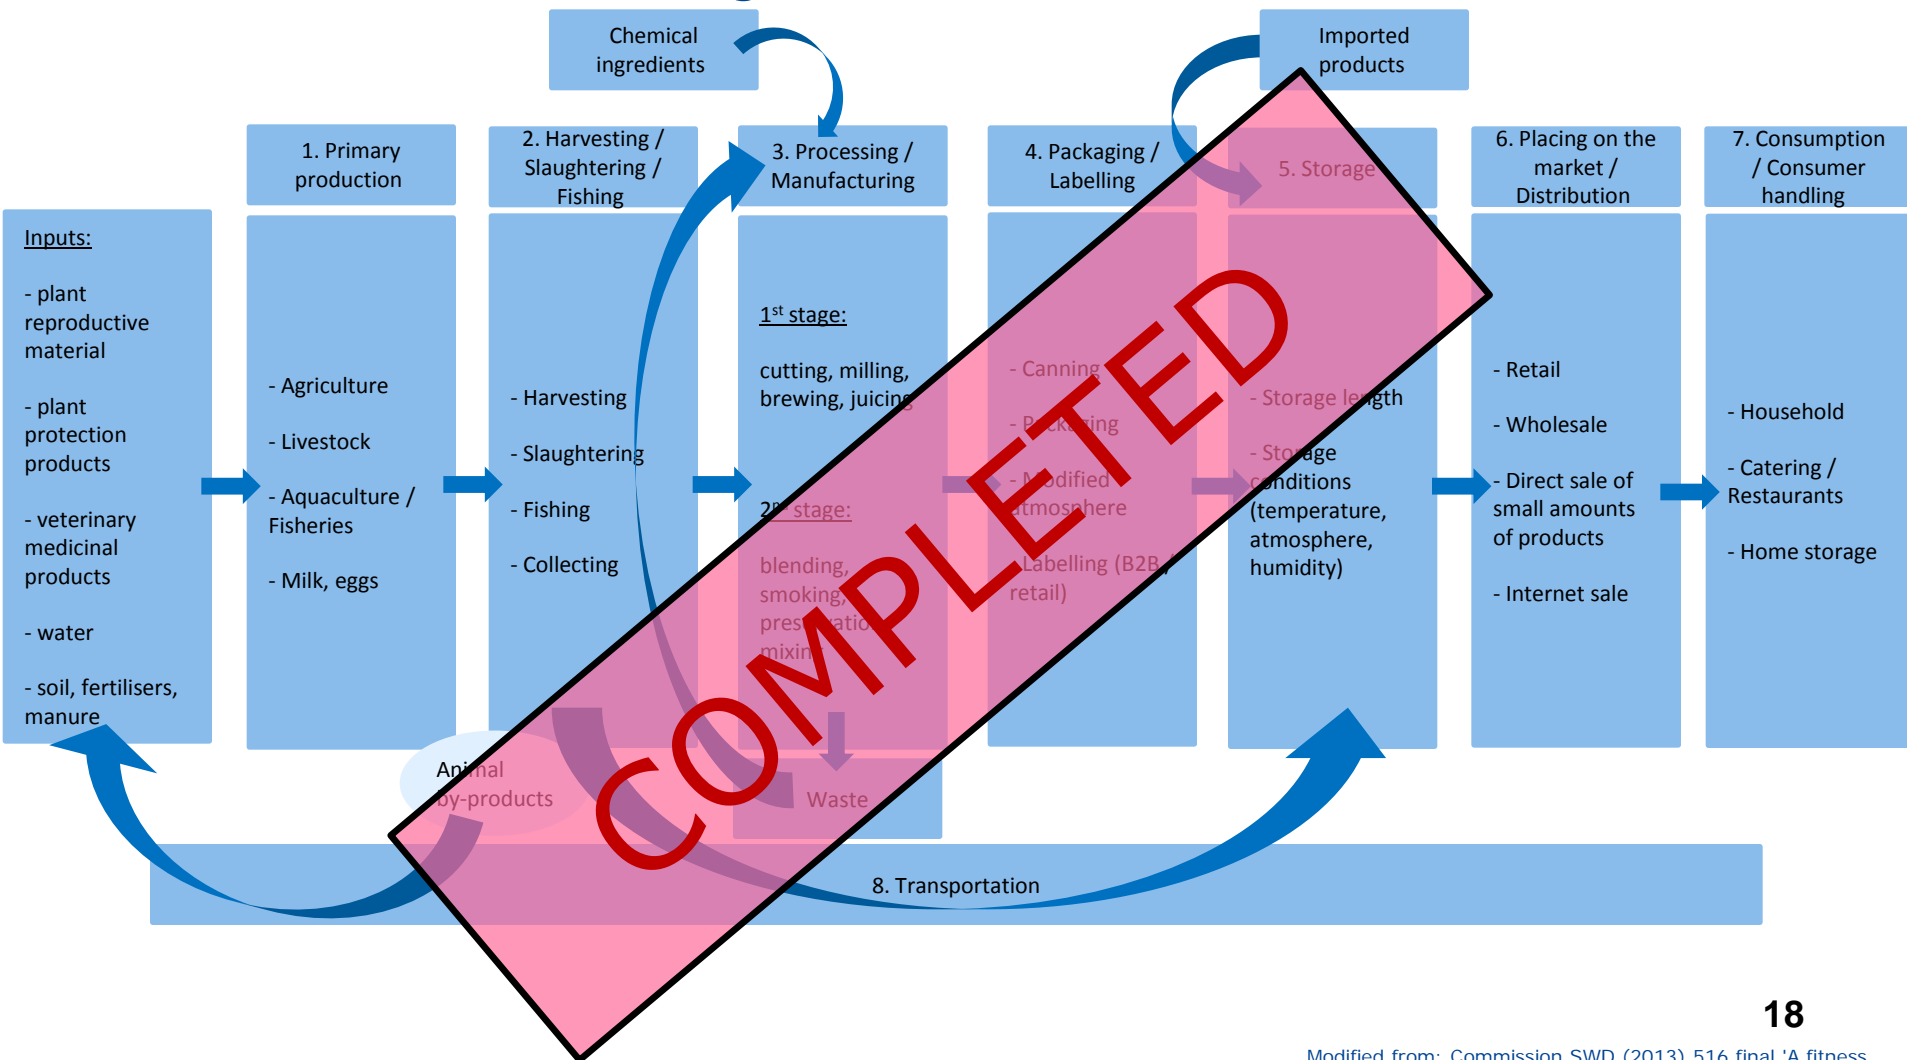 Chemical
ingredients
Imported
products
1. Primary
production
2. Harvesting /
Slaughtering /
Fishing
3. Processing /
Manufacturing
4. Packaging /
Labelling
5. Storage
6. Placing on the
market /
Distribution
7. Consumption
/ Consumer
handling
Inputs:
- plant
reproductive
material
- plant
protection
products
- veterinary
medicinal
products
- water
- soil, fertilisers,
manure
- Agriculture
- Livestock
- Aquaculture /
Fisheries
- Milk, eggs
- Harvesting
- Slaughtering
- Fishing
- Collecting
1st stage:
cutting, milling,
brewing, juicing
2nd stage:
blending,
smoking,
preservation,
mixing
- Canning
- Packaging
- Modified
atmosphere
- Labelling (B2B /
retail)
- Storage length
- Storage
conditions
(temperature,
atmosphere,
humidity)
- Retail
- Wholesale
- Direct sale of
small amounts
of products
- Internet sale
- Household
- Catering /
Restaurants
- Home storage
Animal
by-products
Waste
8. Transportation
COMPLETED
18
Modified from: Commission SWD (2013) 516 final 'A fitness